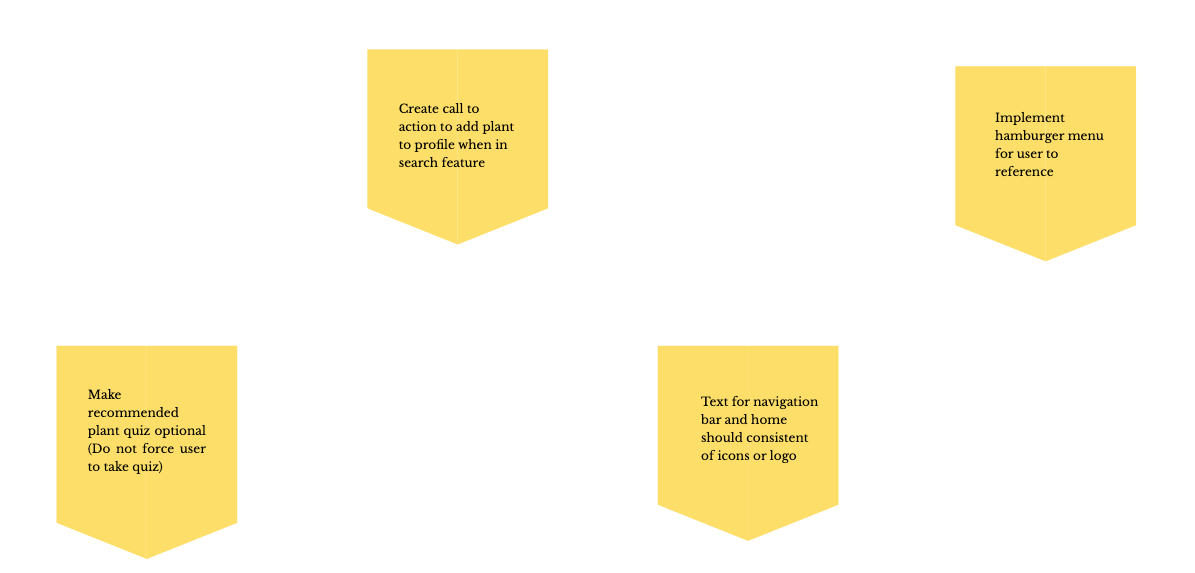 Create call to
action to add plant
to profile when in
search feature
Implement
hamburger menu
for user to
reference
Make
recommended
plant quiz optional
(Do not force user
to take quiz)
Text for navigation
bar and home
should consistent
of icons or logo